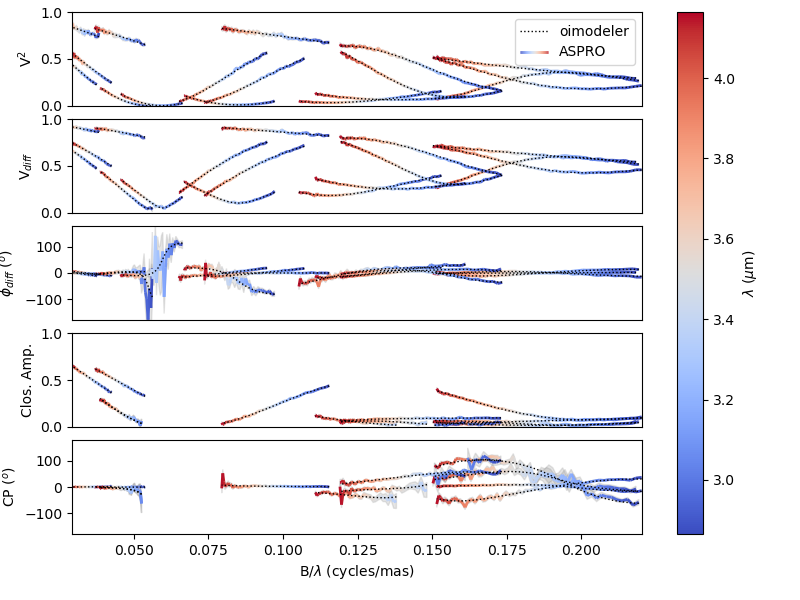 V²
1.0
0.5
0.0
oimodeler
ASPRO
V_diff
1.0
0.5
0.0
ϕ_diff (°)
100
0
−100
Clos. Amp.
1.0
0.5
0.0
CP (°)
100
0
−100
0.050 0.075 0.100 0.125 0.150 0.175 0.200
B/λ (cycles/mas)
4.0
3.8
3.6
3.4
3.2
3.0
λ (μm)